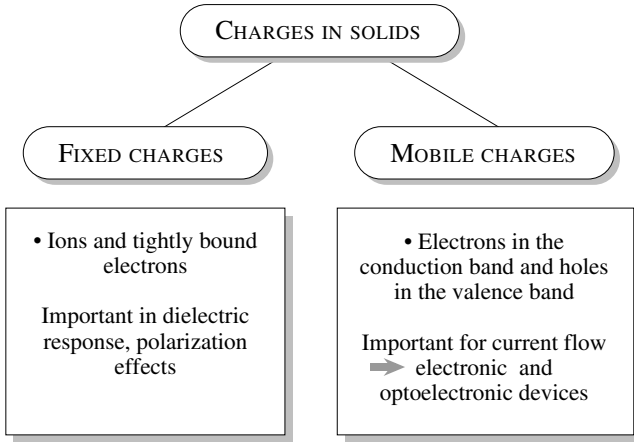 CHARGES IN SOLIDS
FIXED CHARGES
MOBILE CHARGES
• Ions and tightly bound
electrons
Important in dielectric
response, polarization
effects
• Electrons in the
conduction band and holes
in the valence band
Important for current flow
electronic and
optoelectronic devices